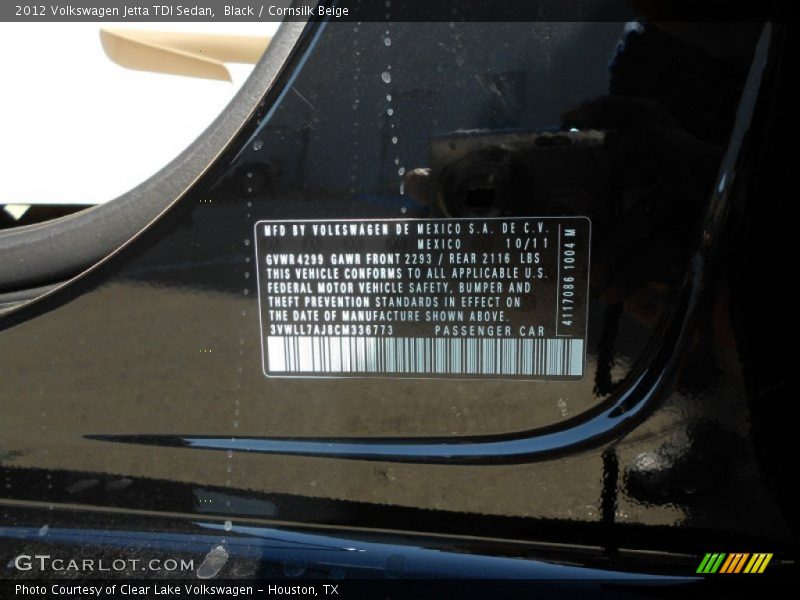 2012 Volkswagen Jetta TDI Sedan,  Black / Cornsilk Beige
MFD BY VOLKSWAGEN DE MEXICO S.A. DE C.V.
MEXICO 10/11
GVWR 4299 GAWR FRONT 2293 / REAR 2116 LBS
THIS VEHICLE CONFORMS TO ALL APPLICABLE U.S.
FEDERAL MOTOR VEHICLE SAFETY, BUMPER AND
THEFT PREVENTION STANDARDS IN EFFECT ON
THE DATE OF MANUFACTURE SHOWN ABOVE.
3VWLL7AJ8CM336773 PASSENGER CAR
4117086 1004 M
GTCARLOT.COM
Photo Courtesy of Clear Lake Volkswagen - Houston, TX